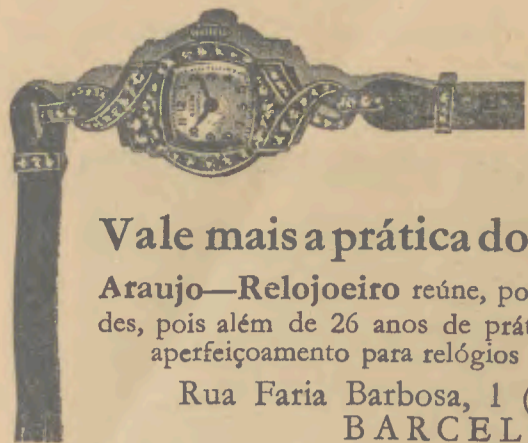 Vale mais a prática do
Araujo—Relojoeiro reúne, po
des, pois além de 26 anos de prát
aperfeiçoamento para relógios
Rua Faria Barbosa, 1 (
BARCEL